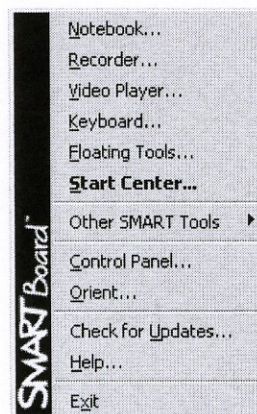 Notebook...
Recorder...
Video Player...
Keyboard...
Floating Tools...
Start Center...
Other SMART Tools
Control Panel...
Orient...
Check for Updates...
Help...
Exit
SMART Board™